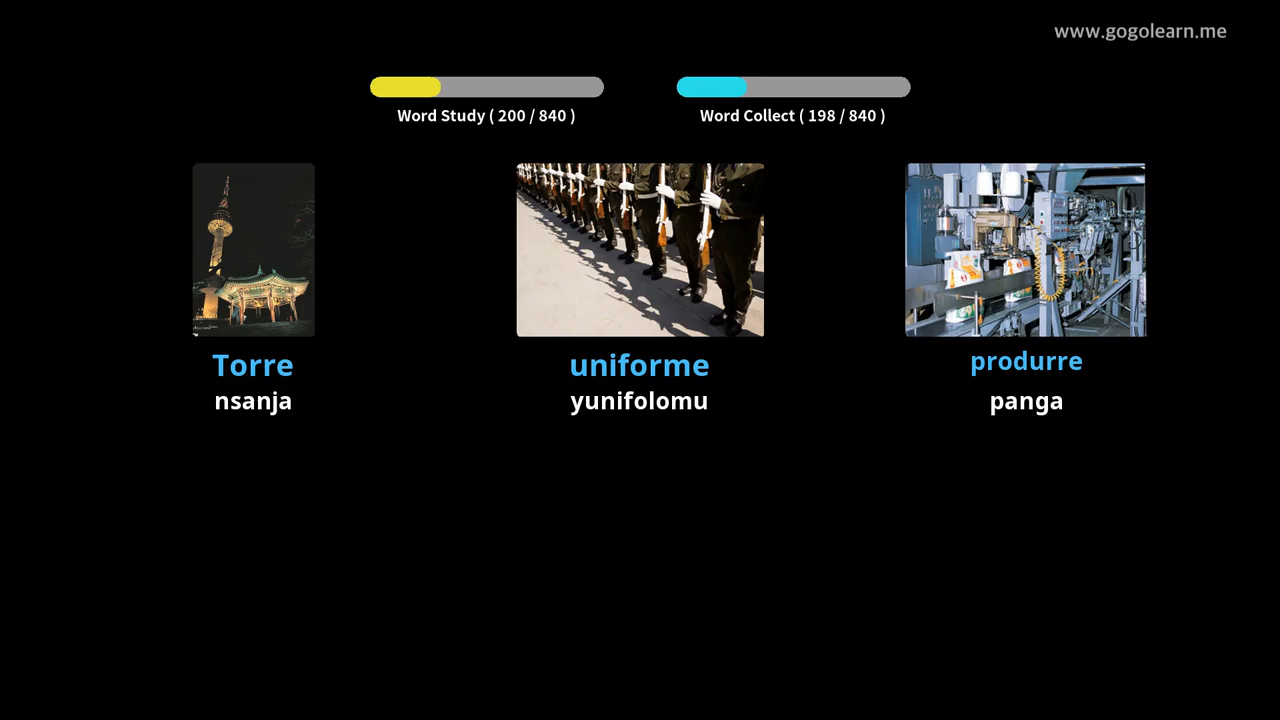 www.gogolearn.me
Word Study ( 200 / 840 )
Word Collect ( 198 / 840 )
Torre
nsanja
uniforme
yunifolomu
produrre
panga